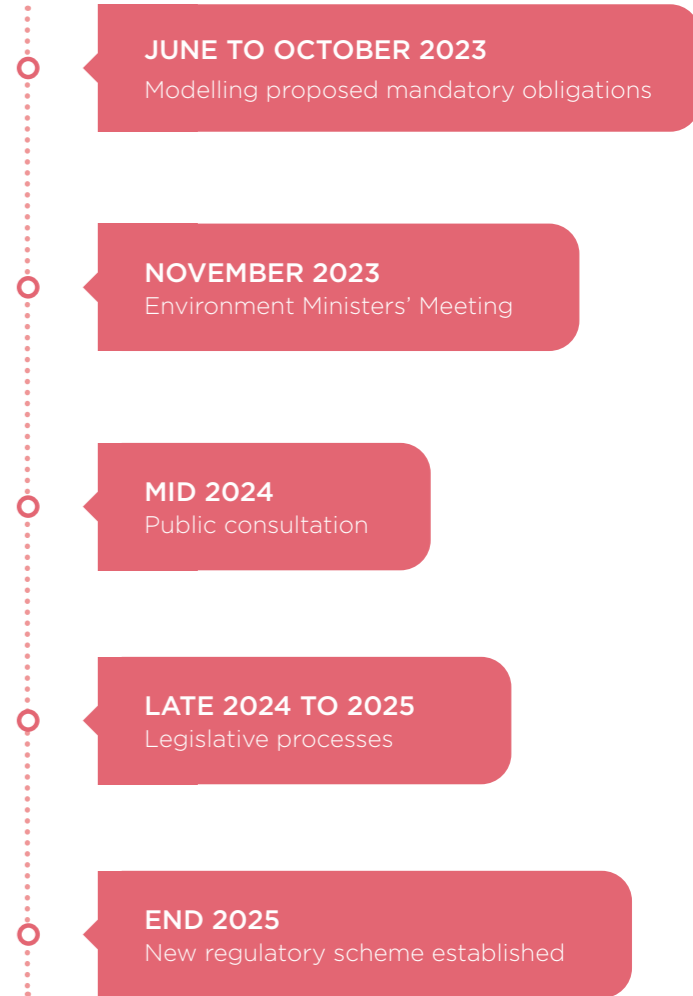 JUNE TO OCTOBER 2023
Modelling proposed mandatory obligations
NOVEMBER 2023
Environment Ministers’ Meeting
MID 2024
Public consultation
LATE 2024 TO 2025
Legislative processes
END 2025
New regulatory scheme established